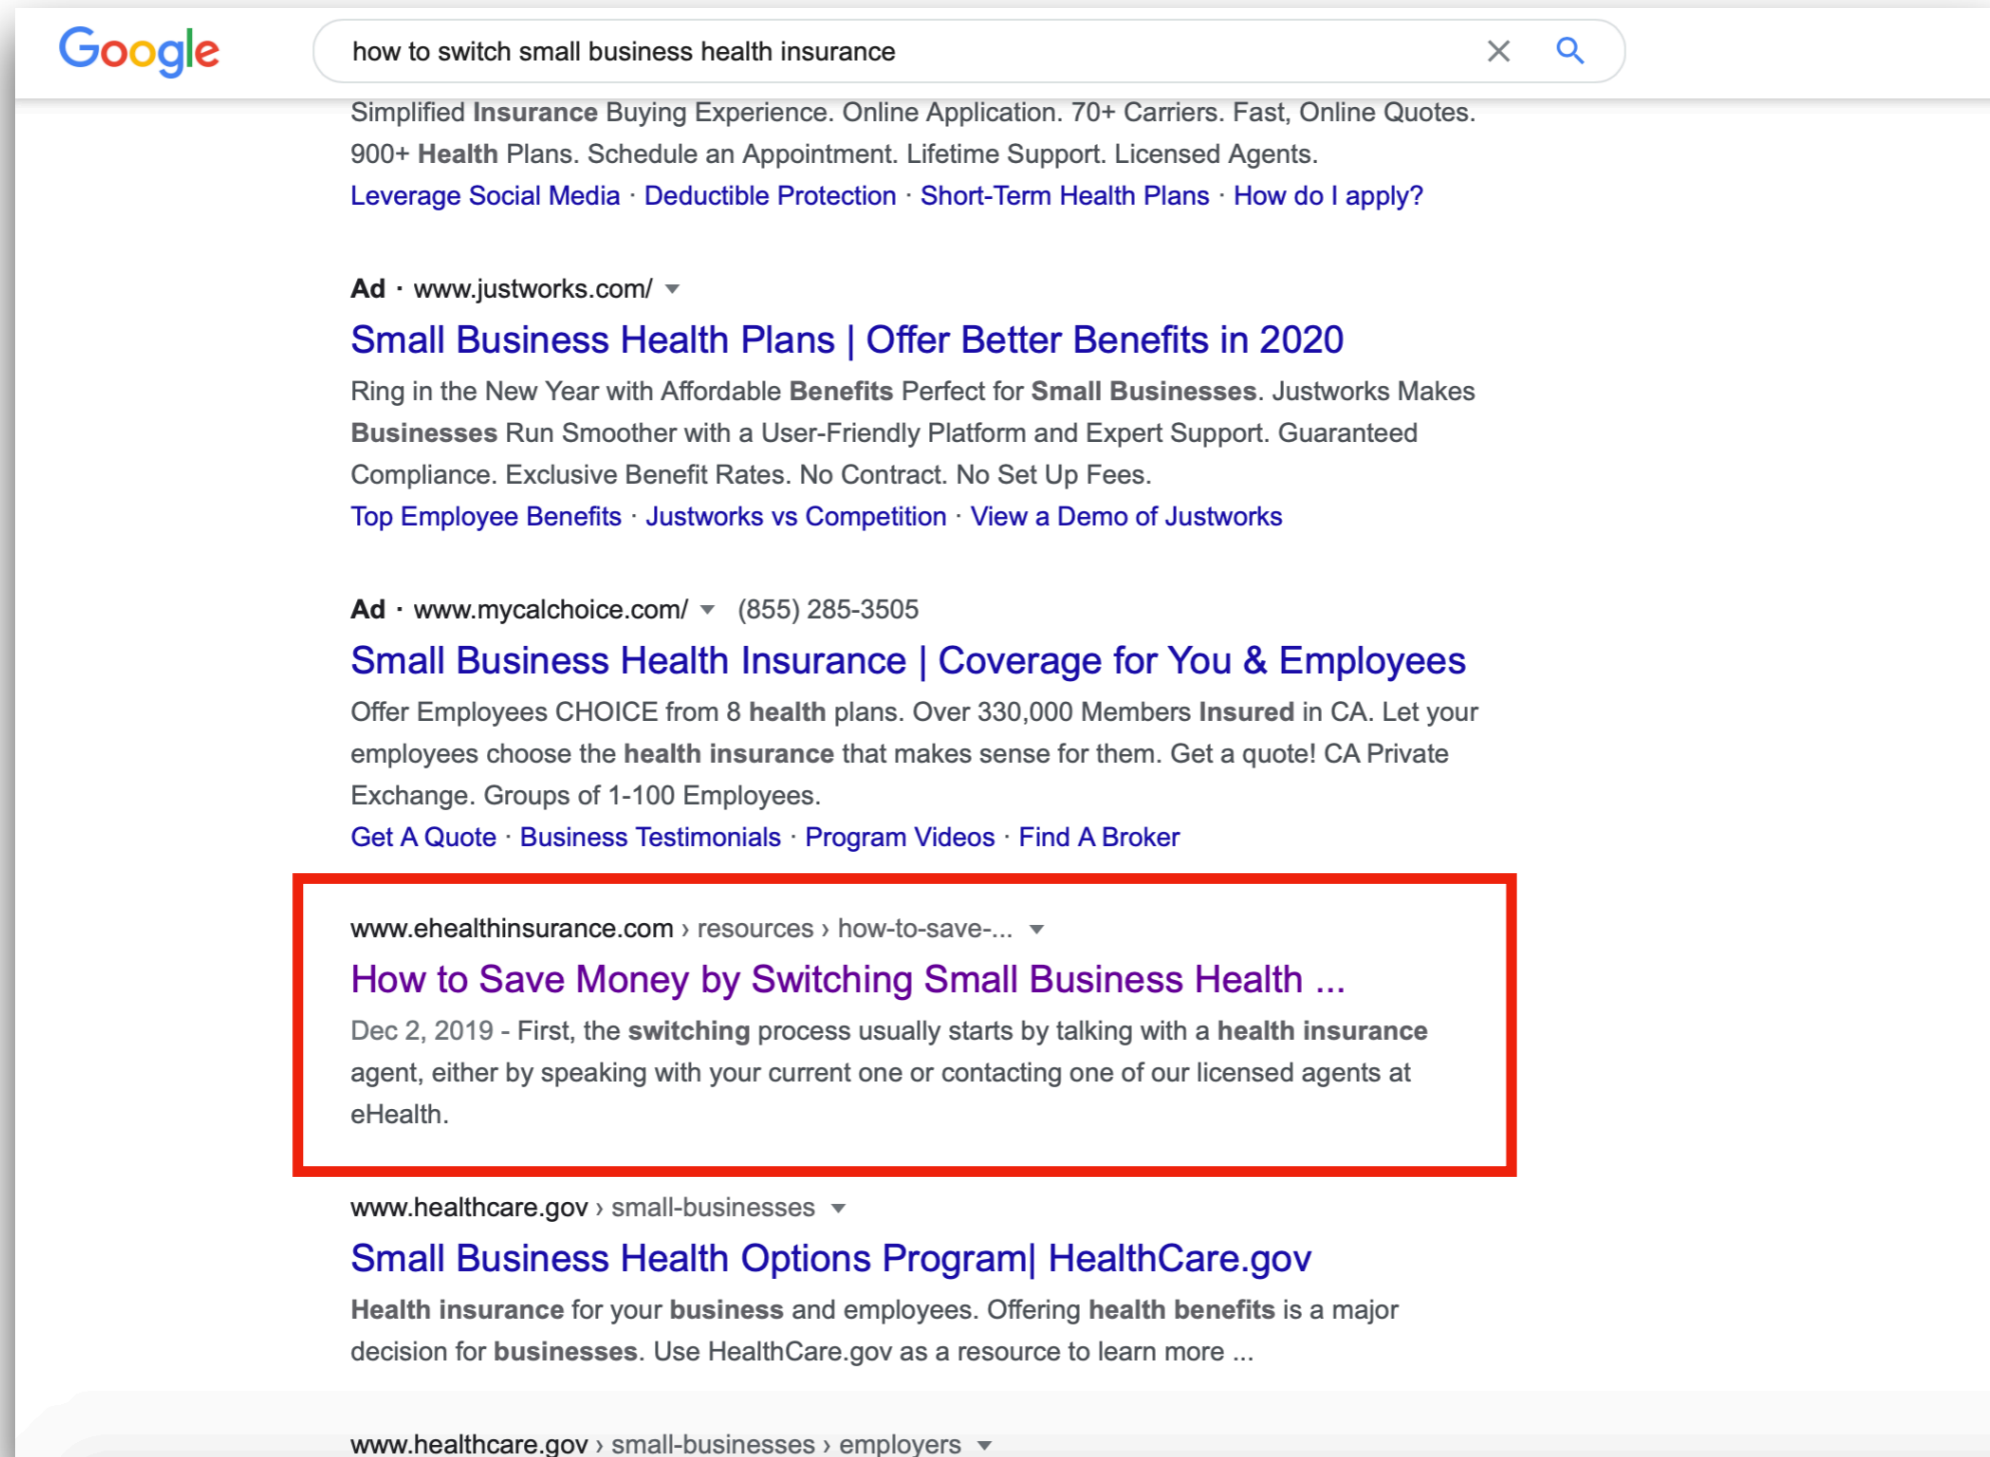 Google
how to switch small business health insurance
Simplified Insurance Buying Experience. Online Application. 70+ Carriers. Fast, Online Quotes.
900+ Health Plans. Schedule an Appointment. Lifetime Support. Licensed Agents.
Leverage Social Media · Deductible Protection · Short-Term Health Plans · How do I apply?
Ad · www.justworks.com/
Small Business Health Plans | Offer Better Benefits in 2020
Ring in the New Year with Affordable Benefits Perfect for Small Businesses. Justworks Makes
Businesses Run Smoother with a User-Friendly Platform and Expert Support. Guaranteed
Compliance. Exclusive Benefit Rates. No Contract. No Set Up Fees.
Top Employee Benefits · Justworks vs Competition · View a Demo of Justworks
Ad · www.mycalchoice.com/ (855) 285-3505
Small Business Health Insurance | Coverage for You & Employees
Offer Employees CHOICE from 8 health plans. Over 330,000 Members Insured in CA. Let your
employees choose the health insurance that makes sense for them. Get a quote! CA Private
Exchange. Groups of 1-100 Employees.
Get A Quote · Business Testimonials · Program Videos · Find A Broker
www.ehealthinsurance.com › resources › how-to-save-...
How to Save Money by Switching Small Business Health ...
Dec 2, 2019 - First, the switching process usually starts by talking with a health insurance
agent, either by speaking with your current one or contacting one of our licensed agents at
eHealth.
www.healthcare.gov › small-businesses
Small Business Health Options Program| HealthCare.gov
Health insurance for your business and employees. Offering health benefits is a major
decision for businesses. Use HealthCare.gov as a resource to learn more ...
www.healthcare.gov › small-businesses › employers